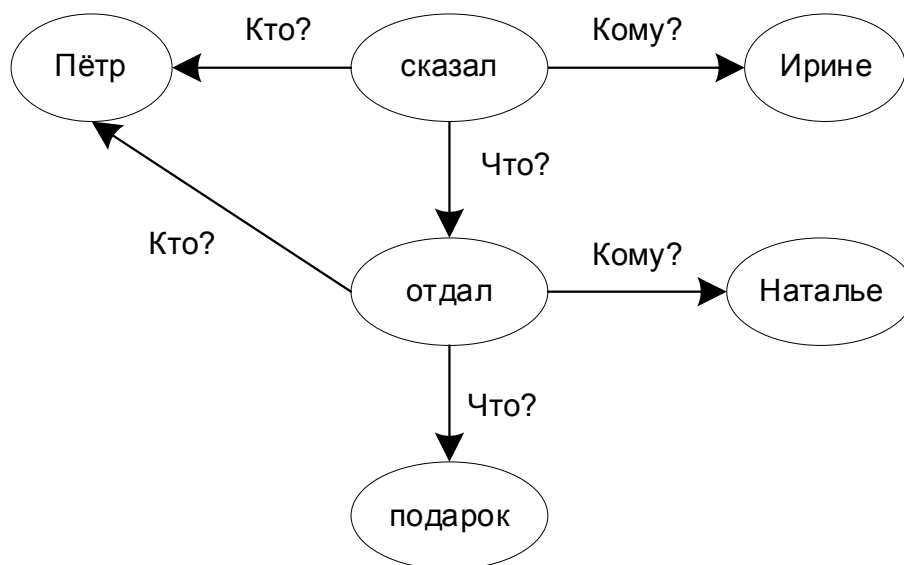 Кто?
Кому?
Пётр
сказал
Ирине
Что?
Кто?
Кому?
отдал
Наталье
Что?
подарок